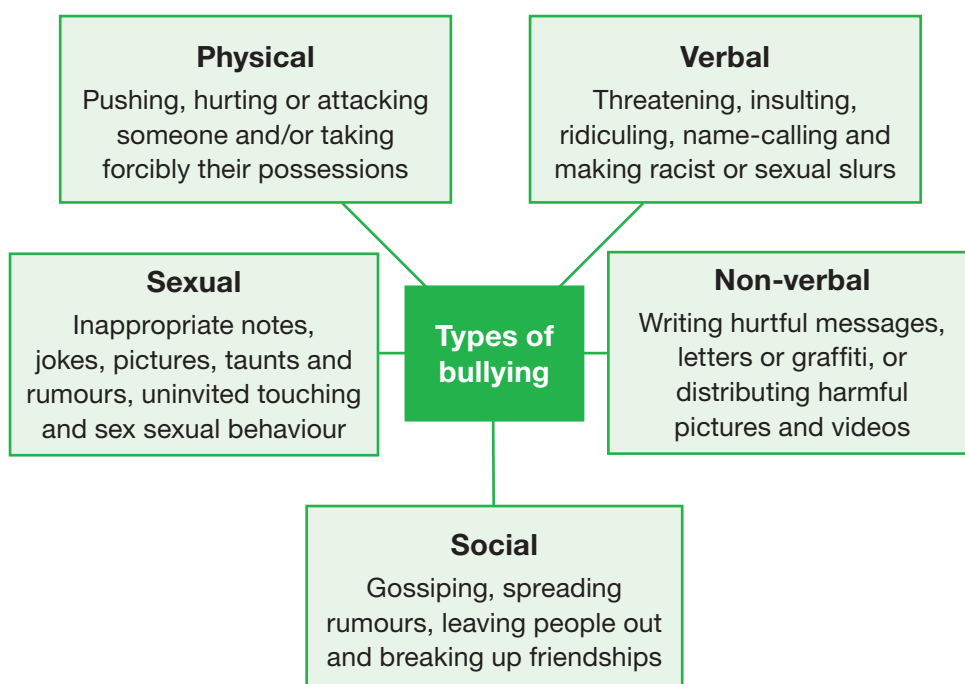 Physical
Pushing, hurting or attacking
someone and/or taking
forcibly their possessions
Verbal
Threatening, insulting,
ridiculing, name-calling and
making racist or sexual slurs
Sexual
Inappropriate notes,
jokes, pictures, taunts and
rumours, uninvited touching
and sex sexual behaviour
Types of
bullying
Non-verbal
Writing hurtful messages,
letters or graffiti, or
distributing harmful
pictures and videos
Social
Gossiping, spreading
rumours, leaving people out
and breaking up friendships